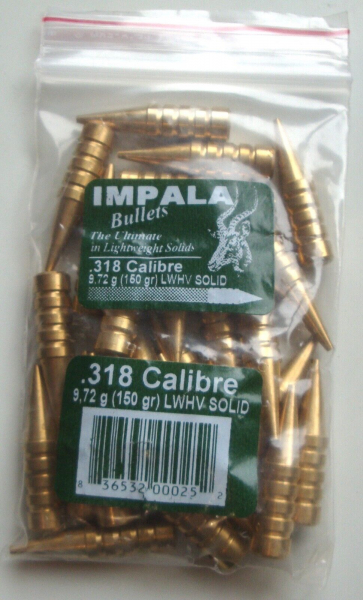 IMPALA
Bullets
The Ultimate
in Lightweight Solids
.318 Calibre
9,72 g (150 gr) LWHV SOLID
.318 Calibre
9,72 g (150 gr) LWHV SOLID
8 36532 00025 2